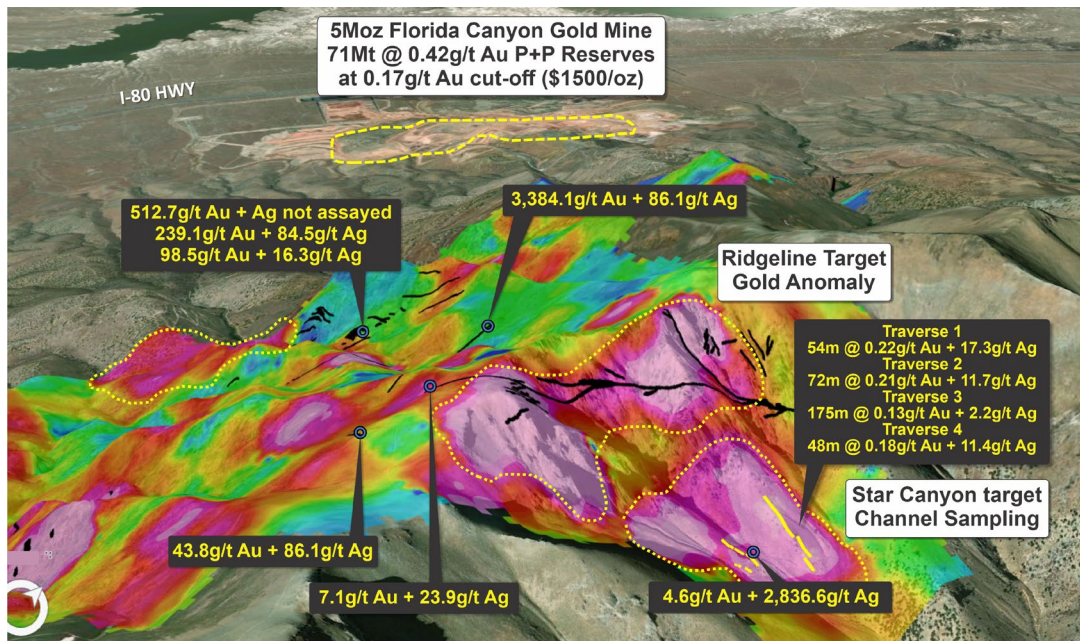 5Moz Florida Canyon Gold Mine
71Mt @ 0.42g/t Au P+P Reserves
at 0.17g/t Au cut-off ($1500/oz)
I-80 HWY
512.7g/t Au + Ag not assayed
239.1g/t Au + 84.5g/t Ag
98.5g/t Au + 16.3g/t Ag
3,384.1g/t Au + 86.1g/t Ag
Ridgeline Target
Gold Anomaly
Traverse 1
54m @ 0.22g/t Au + 17.3g/t Ag
Traverse 2
72m @ 0.21g/t Au + 11.7g/t Ag
Traverse 3
175m @ 0.13g/t Au + 2.2g/t Ag
Traverse 4
48m @ 0.18g/t Au + 11.4g/t Ag
Star Canyon target
Channel Sampling
43.8g/t Au + 86.1g/t Ag
7.1g/t Au + 23.9g/t Ag
4.6g/t Au + 2,836.6g/t Ag